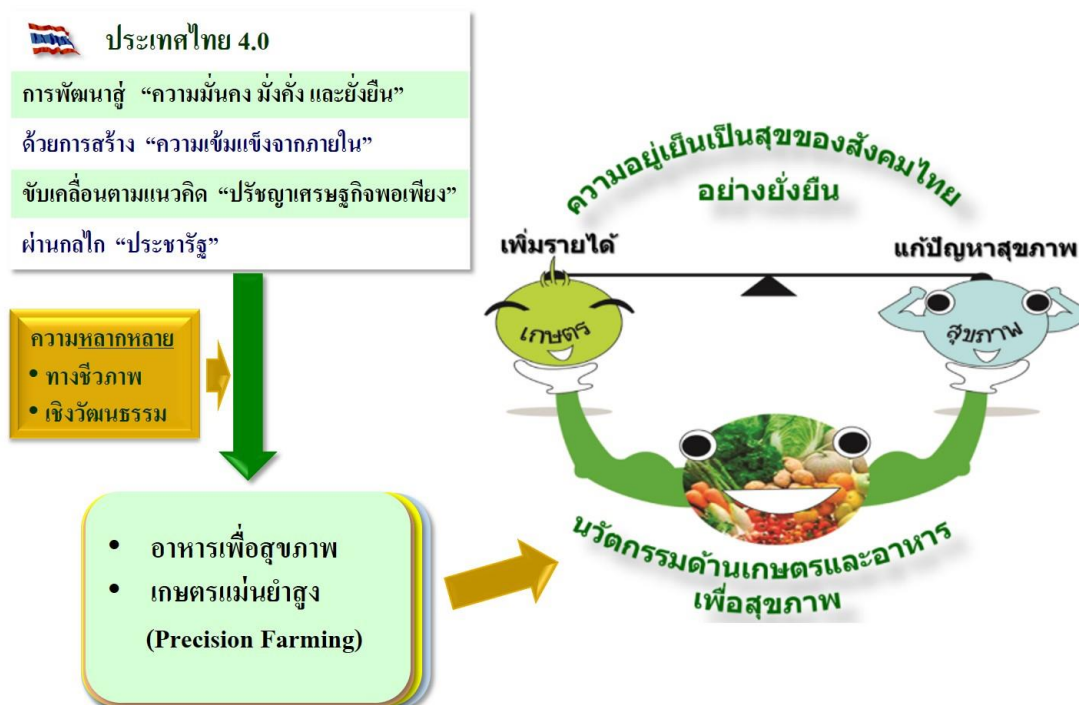 ประเทศไทย 4.0
การพัฒนาสู่ “ความมั่นคง มั่งคั่ง และยั่งยืน”
ด้วยการสร้าง “ความเข้มแข็งจากภายใน”
ขับเคลื่อนตามแนวคิด “ปรัชญาเศรษฐกิจพอเพียง”
ผ่านกลไก “ประชารัฐ”
ความหลากหลาย
• ทางชีวภาพ
• เชิงวัฒนธรรม
• อาหารเพื่อสุขภาพ
• เกษตรแม่นยำสูง
(Precision Farming)
ความอยู่เย็นเป็นสุขของสังคมไทย
อย่างยั่งยืน
เพิ่มรายได้
แก้ปัญหาสุขภาพ
เกษตร
สุขภาพ
นวัตกรรมด้านเกษตรและอาหาร
เพื่อสุขภาพ